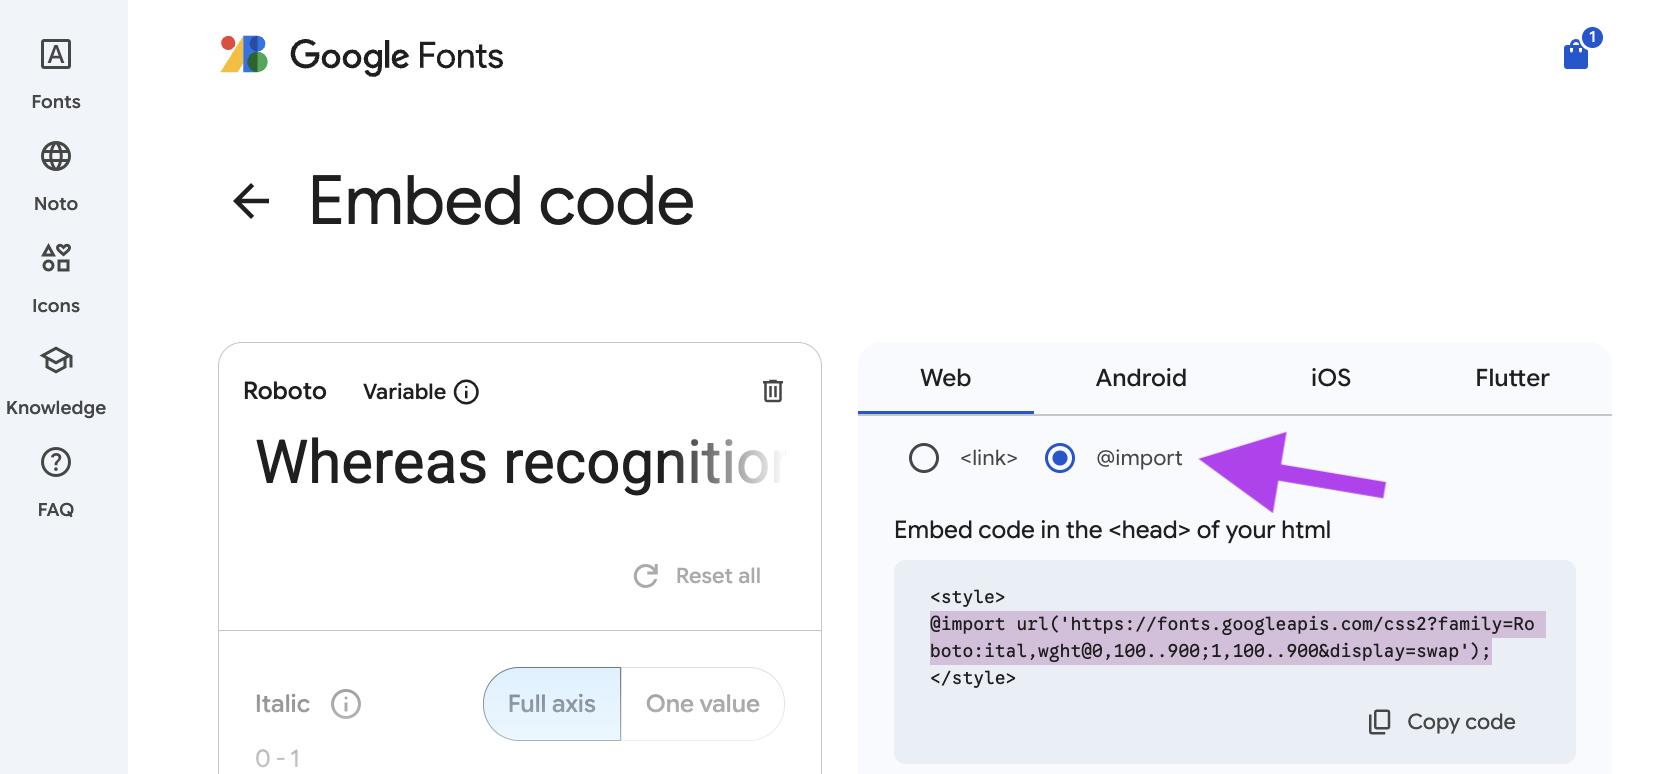 Google Fonts
1
Fonts
Noto
Icons
Knowledge
FAQ
Embed code
Roboto Variable
Whereas recognition
Reset all
Italic
Full axis One value
0 - 1
Web Android iOS Flutter
<link> @import
Embed code in the <head> of your html
<style>
@import url('https://fonts.googleapis.com/css2?family=Ro
boto:ital,wght@0,100..900;1,100..900&display=swap');
</style>
Copy code